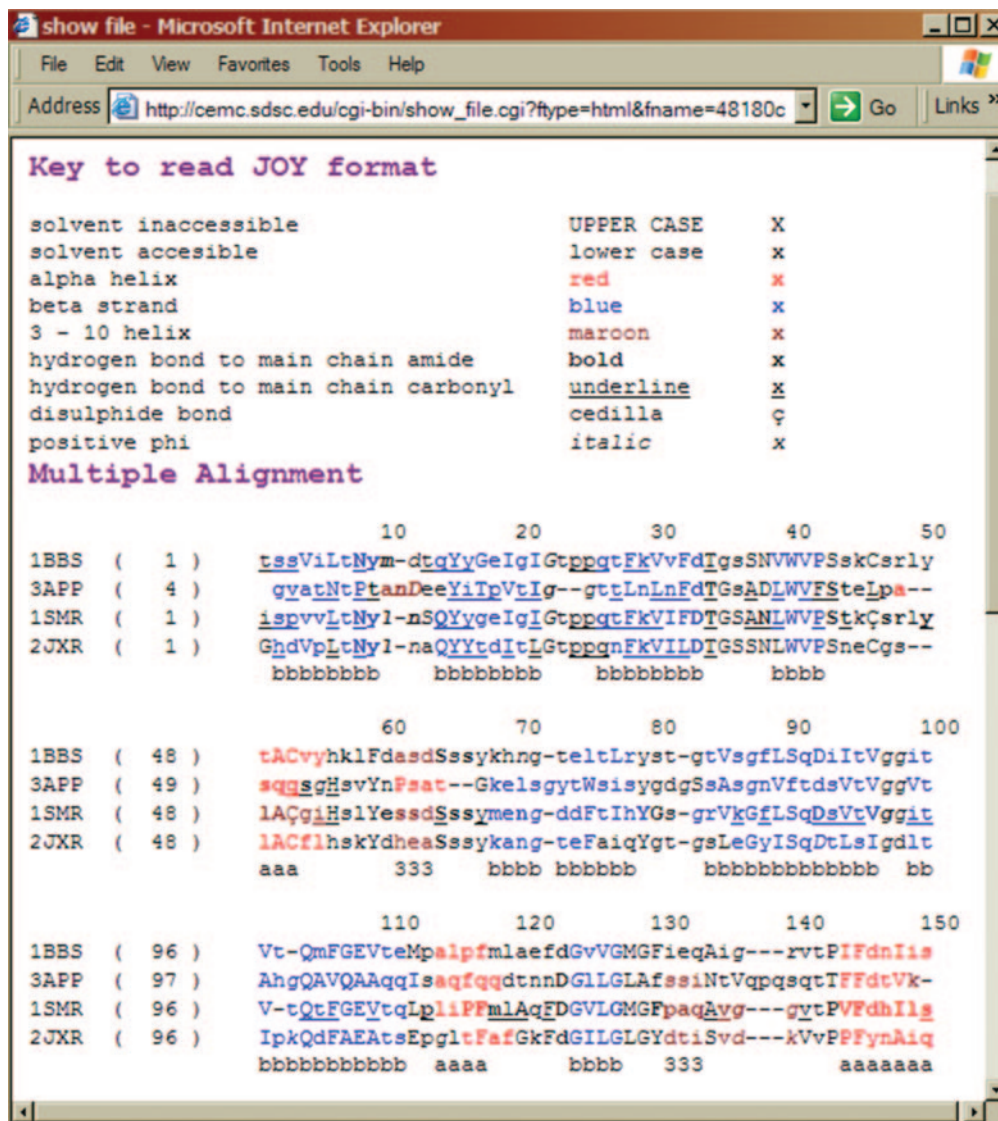 show file - Microsoft Internet Explorer
File Edit View Favorites Tools Help
Address http://cemc.sdsc.edu/cgi-bin/show_file.cgi?ftype=html&fname=48180c Go Links »
Key to read JOY format
solvent inaccessible UPPER CASE X
solvent accesible lower case x
alpha helix red x
beta strand blue x
3 - 10 helix maroon x
hydrogen bond to main chain amide bold x
hydrogen bond to main chain carbonyl underline x
disulphide bond cedilla ç
positive phi italic x
Multiple Alignment
10 20 30 40 50
1BBS ( 1 ) tssViLtNym-dtqYyGeIgIGtppqtFkVvFdTgsSNVWVPSskCsrly
3APP ( 4 ) gvatNtPtanDeeYiTpVtIg--gttLnLnFdTGsADLWVFSteLpa--
1SMR ( 1 ) ispvvLtNyl-nSQYygeIgIGtppqtFkVIFDTGSANLWVPStkÇsrly
2JXR ( 1 ) GhdVpLtNyl-naQYYtdItLGtppqnFkVILDTGSSNLWVPSneCgs--
bbbbbbbb bbbbbbbb bbbbbbbb bbbb
60 70 80 90 100
1BBS ( 48 ) tACvyhklFdasdSssykhng-teltLryst-gtVsgfLSqDiItVggit
3APP ( 49 ) sqgsgHsvYnPsat--GkelsgytWsisygdgSsAsgnVftdsVtVggVt
1SMR ( 48 ) lAÇgiHslYessdSssymeng-ddFtIhYGs-grVkGfLSqDsVtVggit
2JXR ( 48 ) lACflhskYdheaSssykang-teFaiqYgt-gsLeGyISqDtLsIgdlt
aaa 333 bbbb bbbbbb bbbbbbbbbbbbb bb
110 120 130 140 150
1BBS ( 96 ) Vt-QmFGEVteMpalpfmlaefdGvVGMGFieqAig---rvtPIFdnIis
3APP ( 97 ) AhgQAVQAAqqIsaqfqqdtnnDGLLGLAfssiNtVqpqsqtTFFdtVk-
1SMR ( 96 ) V-tQtFGEVtqLpliPFmlAqFDGVLGMGFpaqAvg---gvtPVFdhIls
2JXR ( 96 ) IpkQdFAEAtsEpgltFafGkFdGILGLGYdtiSvd---kVvPPFynAiq
bbbbbbbbbbb aaaa bbbb 333 aaaaaaa